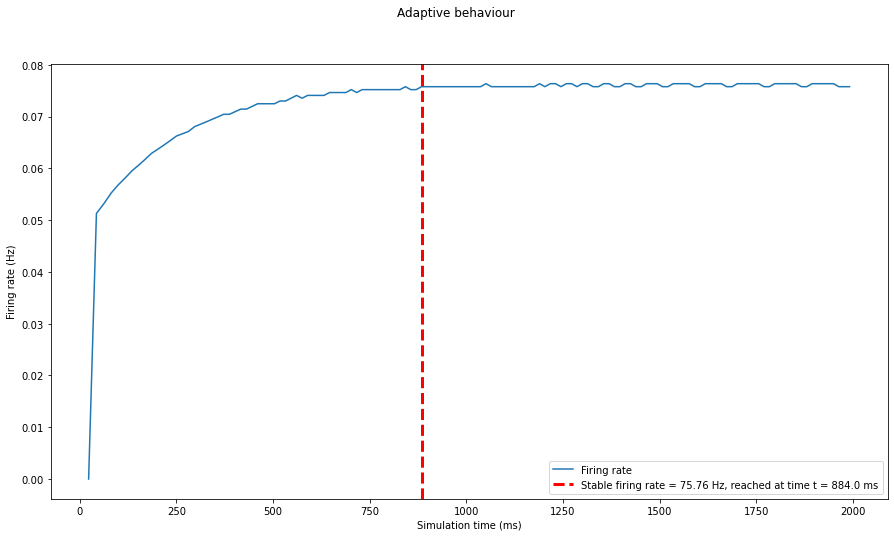 Adaptive behaviour
0.08
0.07
0.06
0.05
0.04
0.03
0.02
0.01
0.00
Firing rate (Hz)
Firing rate
Stable firing rate = 75.76 Hz, reached at time t = 884.0 ms
0 250 500 750 1000 1250 1500 1750 2000
Simulation time (ms)